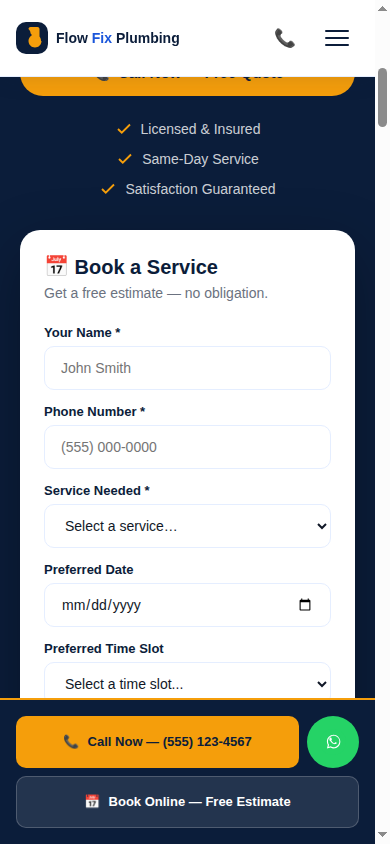 Flow Fix Plumbing
Licensed & Insured
Same-Day Service
Satisfaction Guaranteed
Book a Service
Get a free estimate — no obligation.
Your Name *
John Smith
Phone Number *
(555) 000-0000
Service Needed *
Select a service…
Preferred Date
mm/dd/yyyy
Preferred Time Slot
Select a time slot...
Call Now — (555) 123-4567
Book Online — Free Estimate